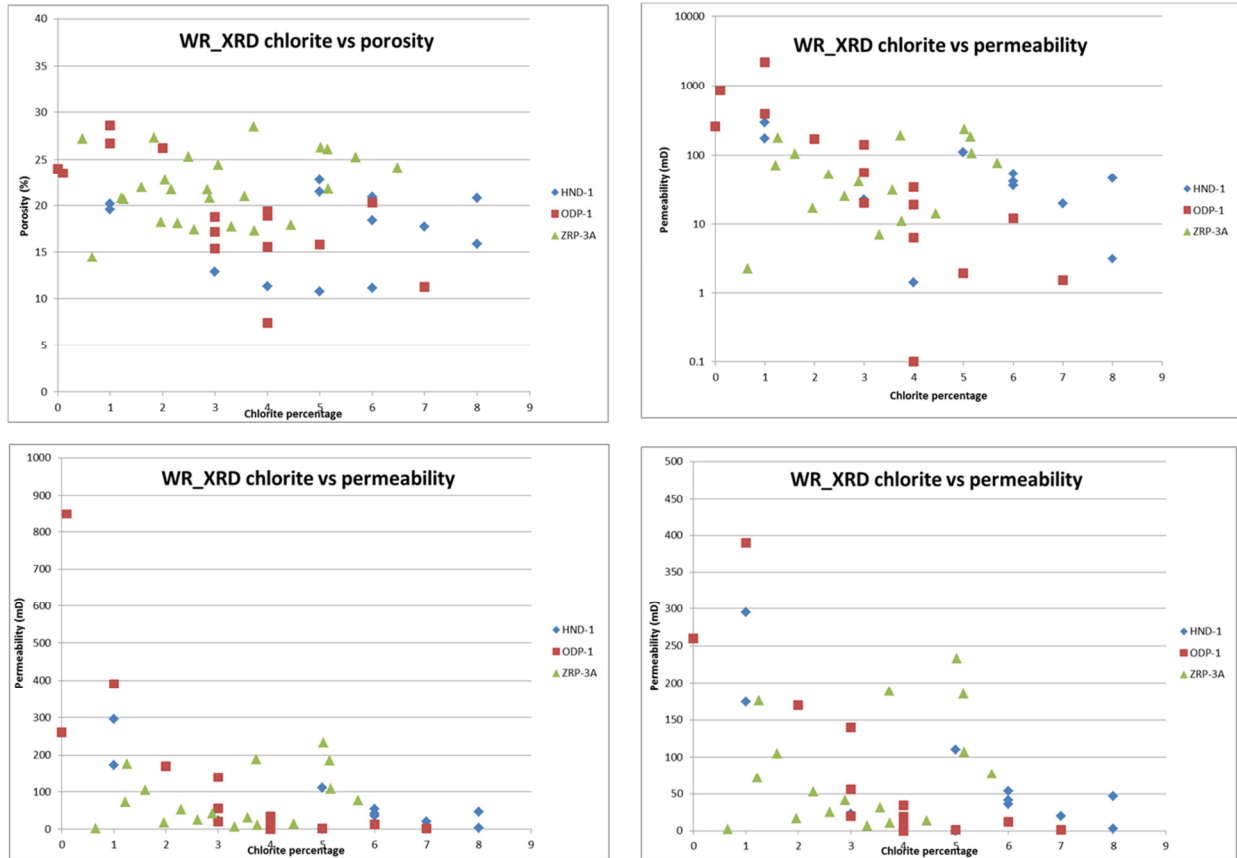 WR_XRD chlorite vs porosity
Porosity (%)
40
35
30
25
20
15
10
5
0
0 1 2 3 4 5 6 7 8 9
Chlorite percentage
HND-1
ODP-1
ZRP-3A
WR_XRD chlorite vs permeability
Permeability (mD)
10000
1000
100
10
1
0.1
0 1 2 3 4 5 6 7 8 9
Chlorite percentage
HND-1
ODP-1
ZRP-3A
WR_XRD chlorite vs permeability
Permeability (mD)
1000
900
800
700
600
500
400
300
200
100
0
0 1 2 3 4 5 6 7 8 9
Chlorite percentage
HND-1
ODP-1
ZRP-3A
WR_XRD chlorite vs permeability
Permeability (mD)
500
450
400
350
300
250
200
150
100
50
0
0 1 2 3 4 5 6 7 8 9
Chlorite percentage
HND-1
ODP-1
ZRP-3A